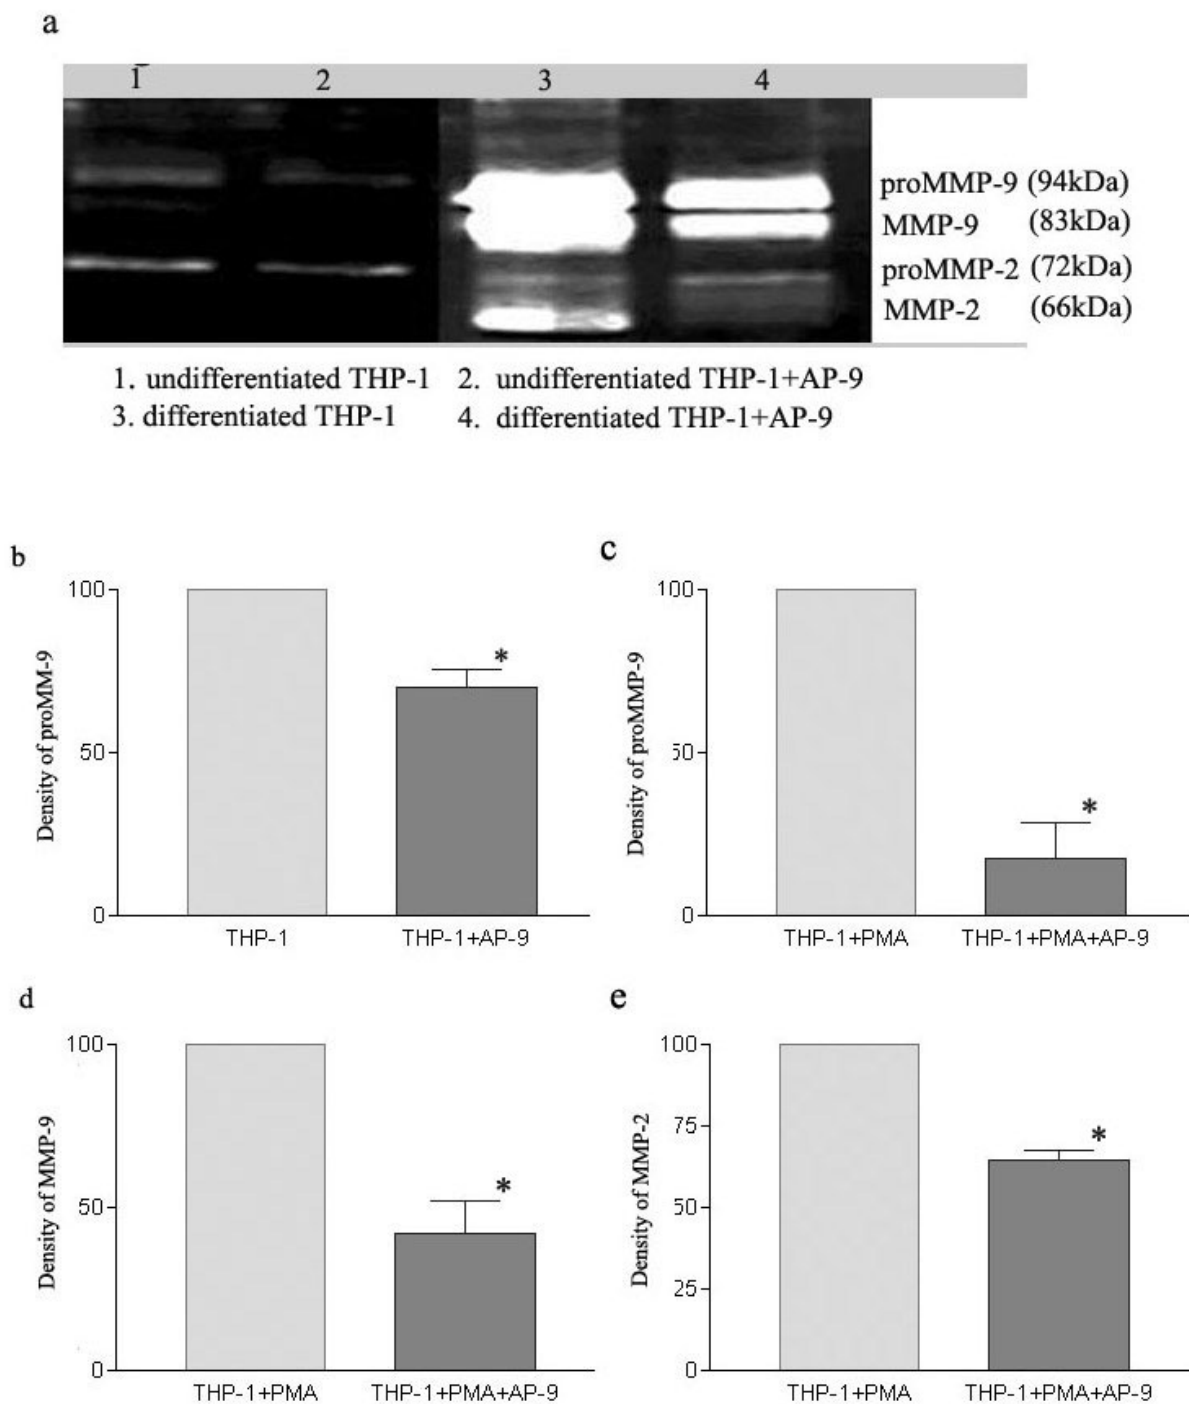 a
1 2 3 4
proMMP-9 (94kDa)
MMP-9 (83kDa)
proMMP-2 (72kDa)
MMP-2 (66kDa)
1. undifferentiated THP-1 2. undifferentiated THP-1+AP-9
3. differentiated THP-1 4. differentiated THP-1+AP-9
b
Density of proMM-9
100
50
0
THP-1 THP-1+AP-9
*
c
Density of proMMP-9
100
50
0
THP-1+PMA THP-1+PMA+AP-9
*
d
Density of MMP-9
100
50
0
THP-1+PMA THP-1+PMA+AP-9
*
e
Density of MMP-2
100
75
50
25
0
THP-1+PMA THP-1+PMA+AP-9
*